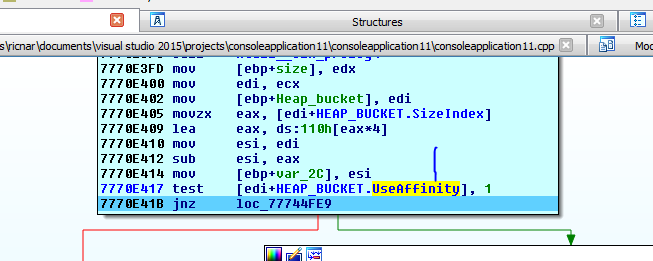 Structures
s\ricnar\documents\visual studio 2015\projects\consoleapplication11\consoleapplication11\consoleapplication11.cpp
7770E3FD mov [ebp+size], edx
7770E400 mov edi, ecx
7770E402 mov [ebp+Heap_bucket], edi
7770E405 movzx eax, [edi+HEAP_BUCKET.SizeIndex]
7770E409 lea eax, ds:110h[eax*4]
7770E410 mov esi, edi
7770E412 sub esi, eax
7770E414 mov [ebp+var_2C], esi
7770E417 test [edi+HEAP_BUCKET.UseAffinity], 1
7770E41B jnz loc_77744FE9